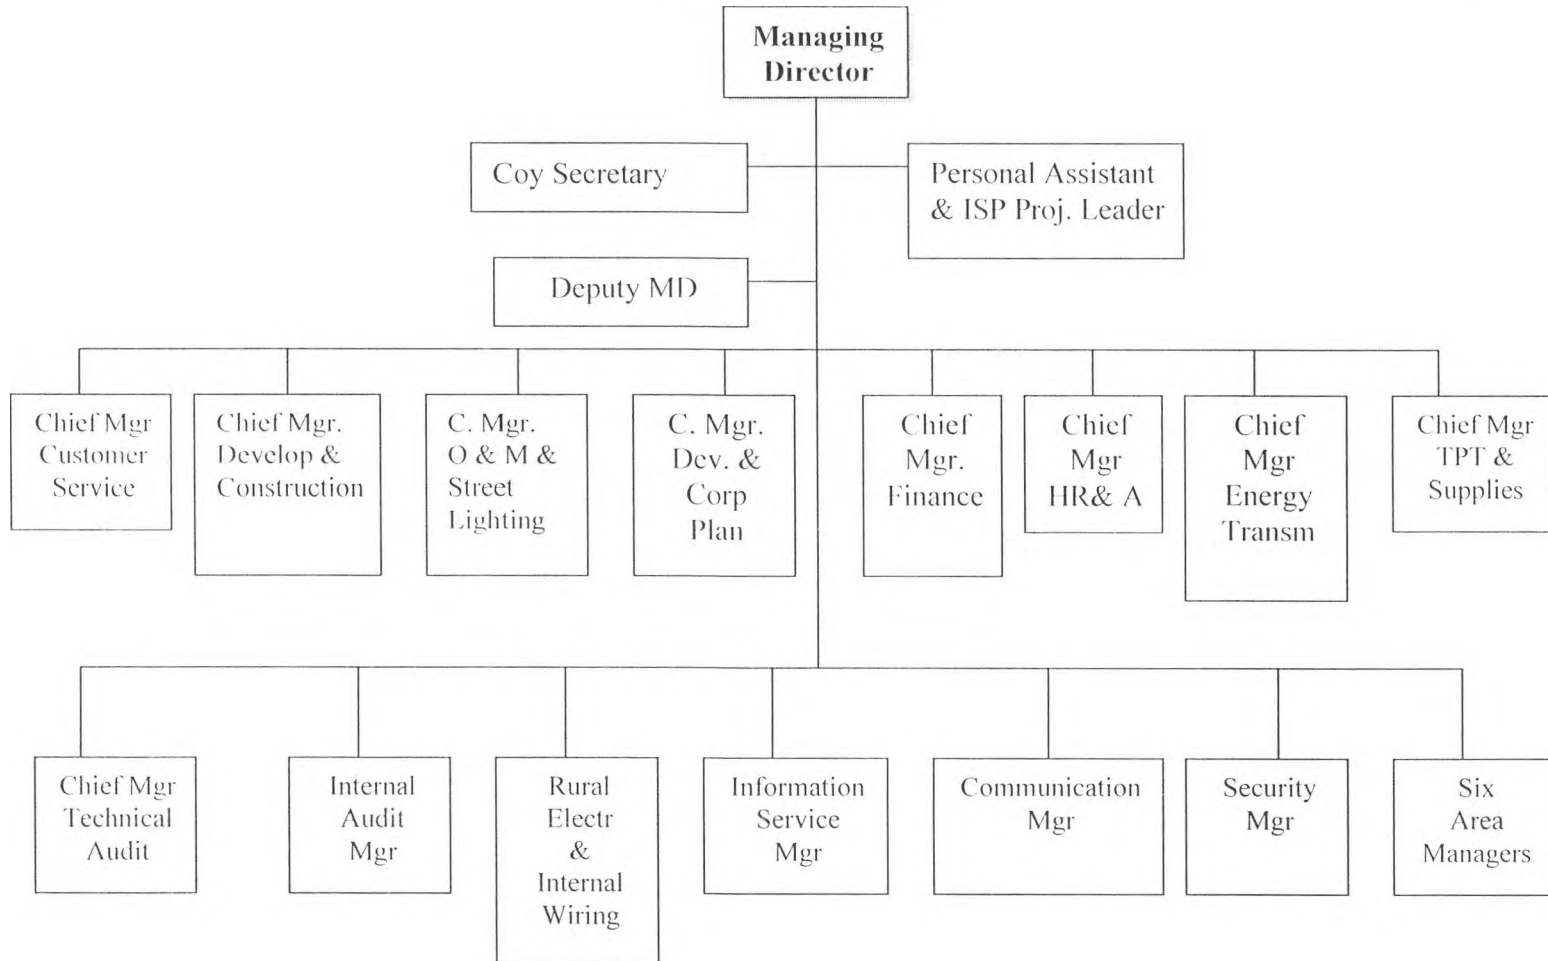 Managing
Director
Coy Secretary
Personal Assistant
& ISP Proj. Leader
Deputy MD
Chief Mgr
Customer
Service
Chief Mgr.
Develop &
Construction
C. Mgr.
O & M &
Street
Lighting
C. Mgr.
Dev. &
Corp
Plan
Chief
Mgr.
Finance
Chief
Mgr
HR& A
Chief
Mgr
Energy
Transm
Chief Mgr
TPT &
Supplies
Chief Mgr
Technical
Audit
Internal
Audit
Mgr
Rural
Electr
&
Internal
Wiring
Information
Service
Mgr
Communication
Mgr
Security
Mgr
Six
Area
Managers